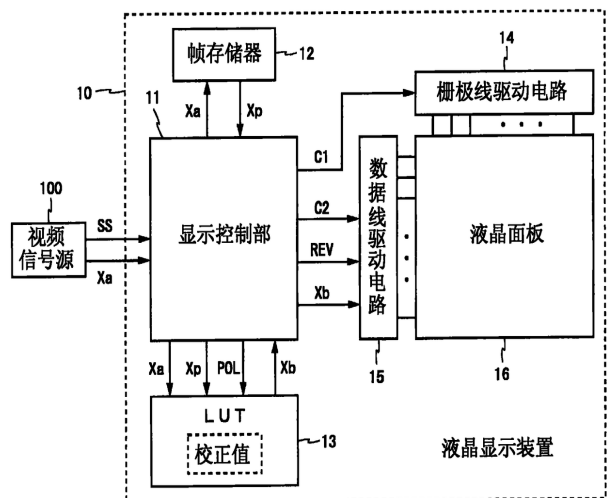 10
11
帧存储器
12
14
栅极线驱动电路
Xa
Xp
C1
100
视频
信号源
SS
Xa
显示控制部
C2
REV
Xb
数据线驱动电路
15
液晶面板
16
Xa
Xp
POL
Xb
LUT
校正值
13
液晶显示装置